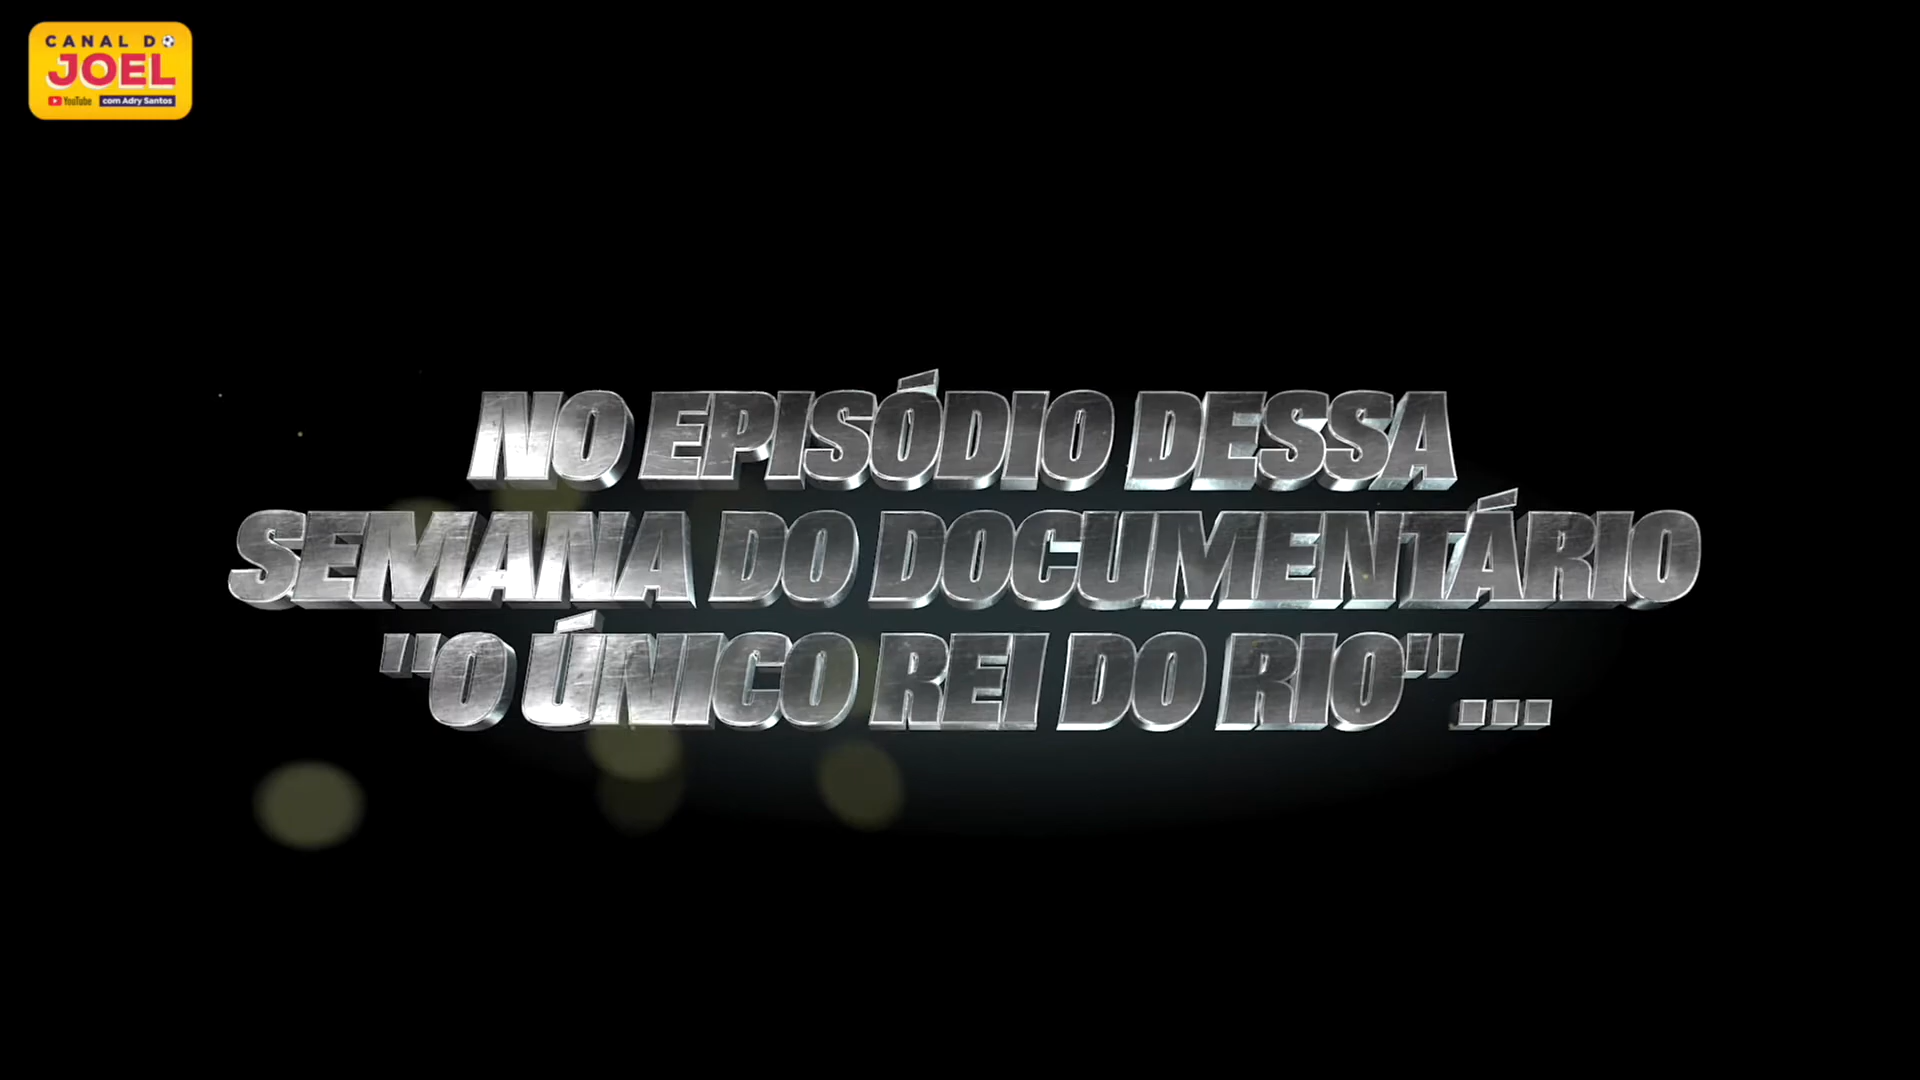 CANAL DO
JOEL
YouTube com Adry Santos
NO EPISÓDIO DESSA
SEMANA DO DOCUMENTÁRIO
"O ÚNICO REI DO RIO"...